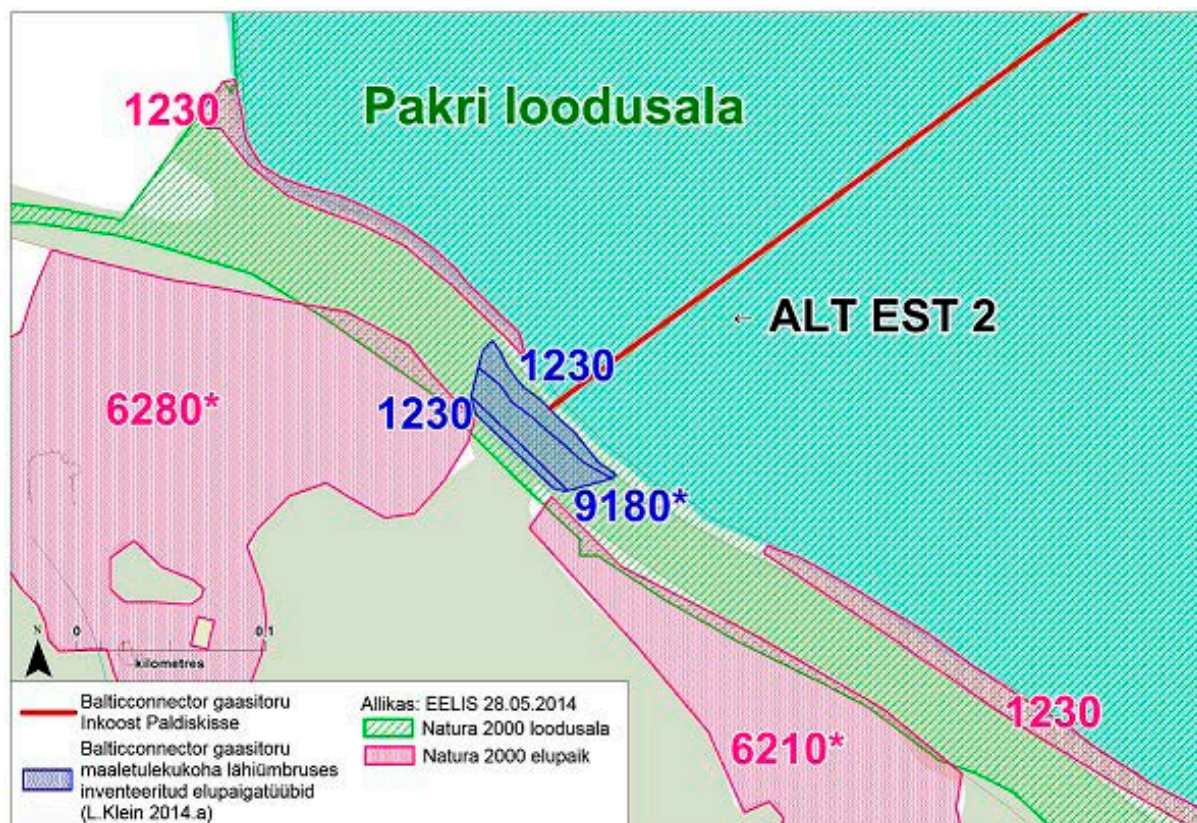 1230
Pakri loodusala
← ALT EST 2
1230
1230
6280*
9180*
1230
6210*
N
0 0.1
kilometres
Balticconnector gaasitoru
Inkoost Paldiskisse
Balticconnector gaasitoru
maaletulekukoha lähiümbruses
inventeeritud elupaigatüübid
(L.Klein 2014.a)
Allikas: EELIS 28.05.2014
Natura 2000 loodusala
Natura 2000 elupaik